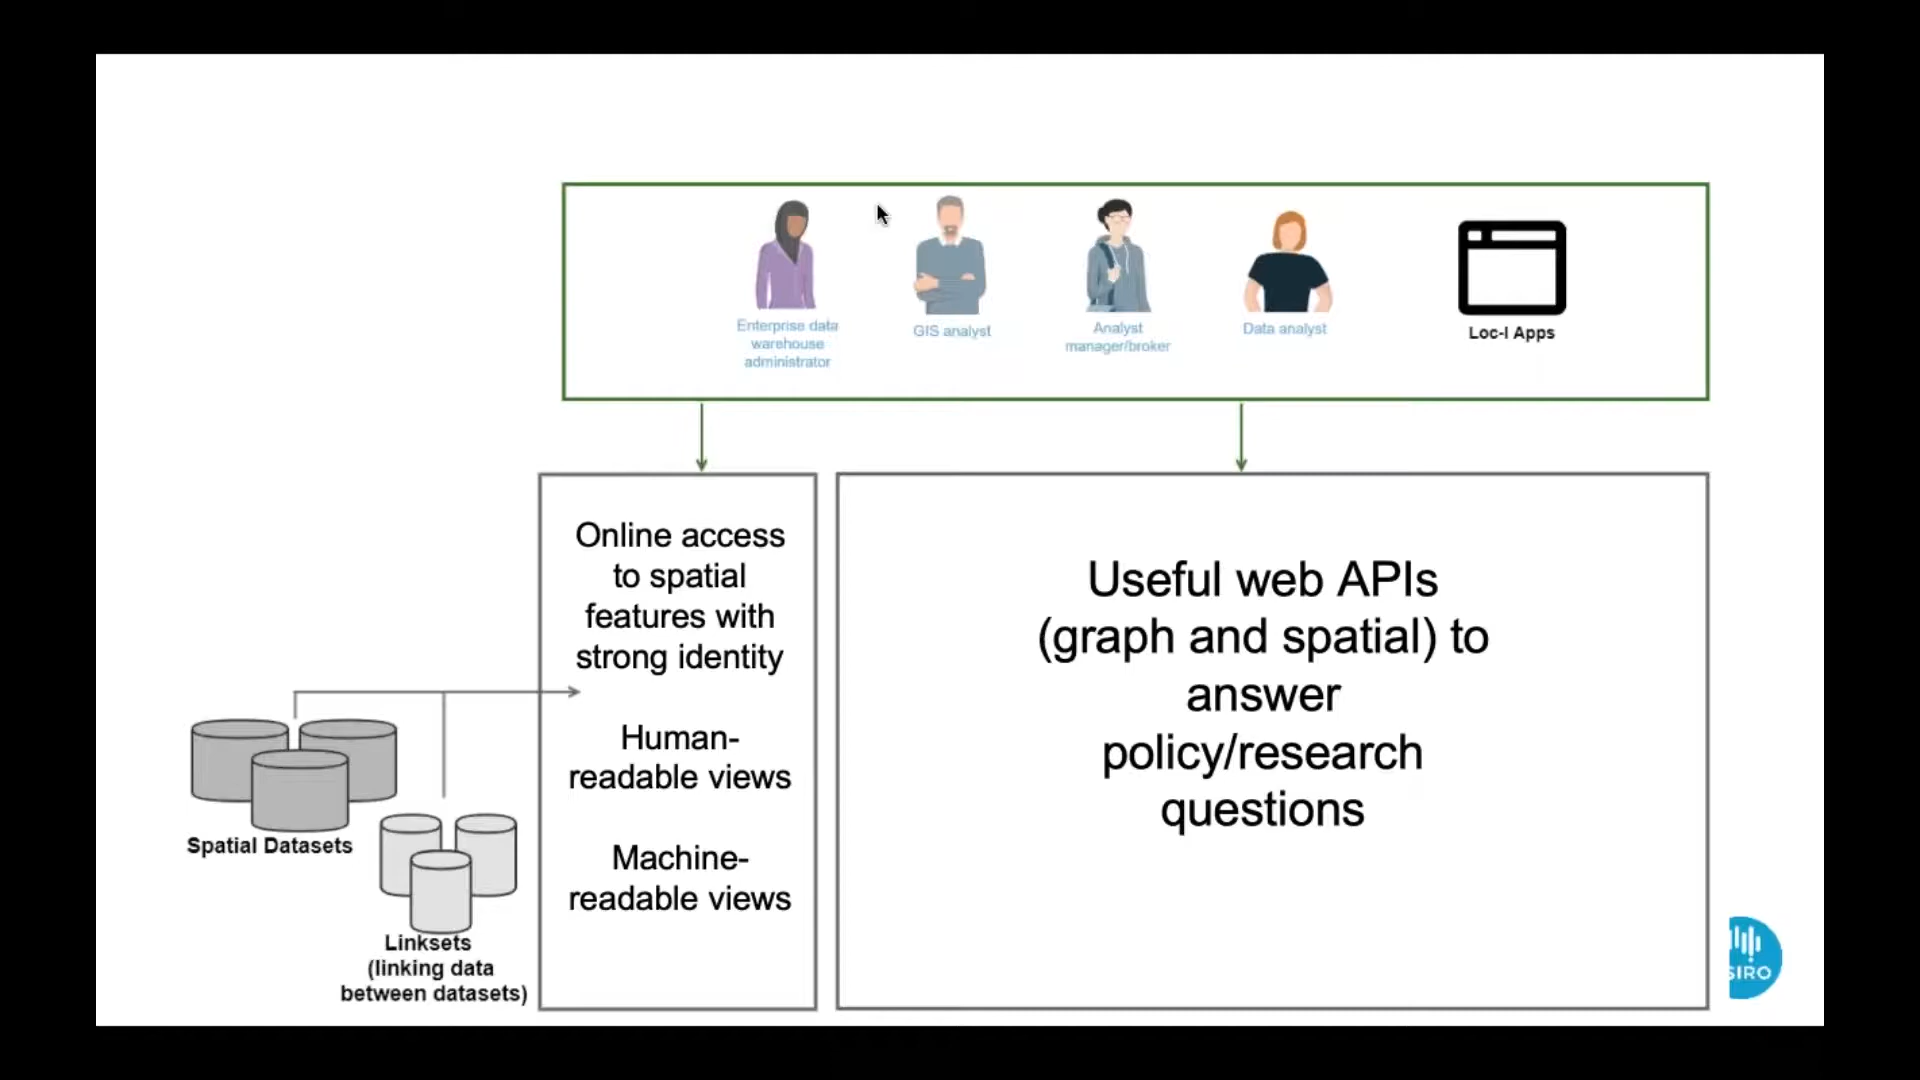 Enterprise data
warehouse
administrator
GIS analyst
Analyst
manager/broker
Data analyst
Loc-I Apps
Online access
to spatial
features with
strong identity
Human-
readable views
Machine-
readable views
Useful web APIs
(graph and spatial) to
answer
policy/research
questions
Spatial Datasets
Linksets
(linking data
between datasets)
SIRO